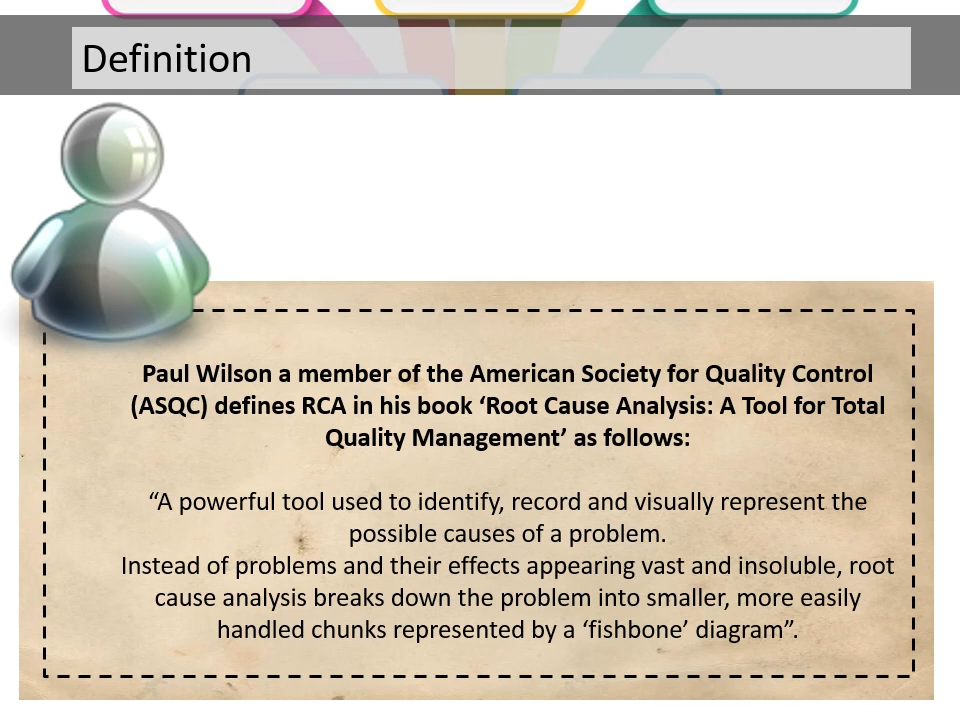 Definition
Paul Wilson a member of the American Society for Quality Control
(ASQC) defines RCA in his book ‘Root Cause Analysis: A Tool for Total
Quality Management’ as follows:
“A powerful tool used to identify, record and visually represent the
possible causes of a problem.
Instead of problems and their effects appearing vast and insoluble, root
cause analysis breaks down the problem into smaller, more easily
handled chunks represented by a ‘fishbone’ diagram”.